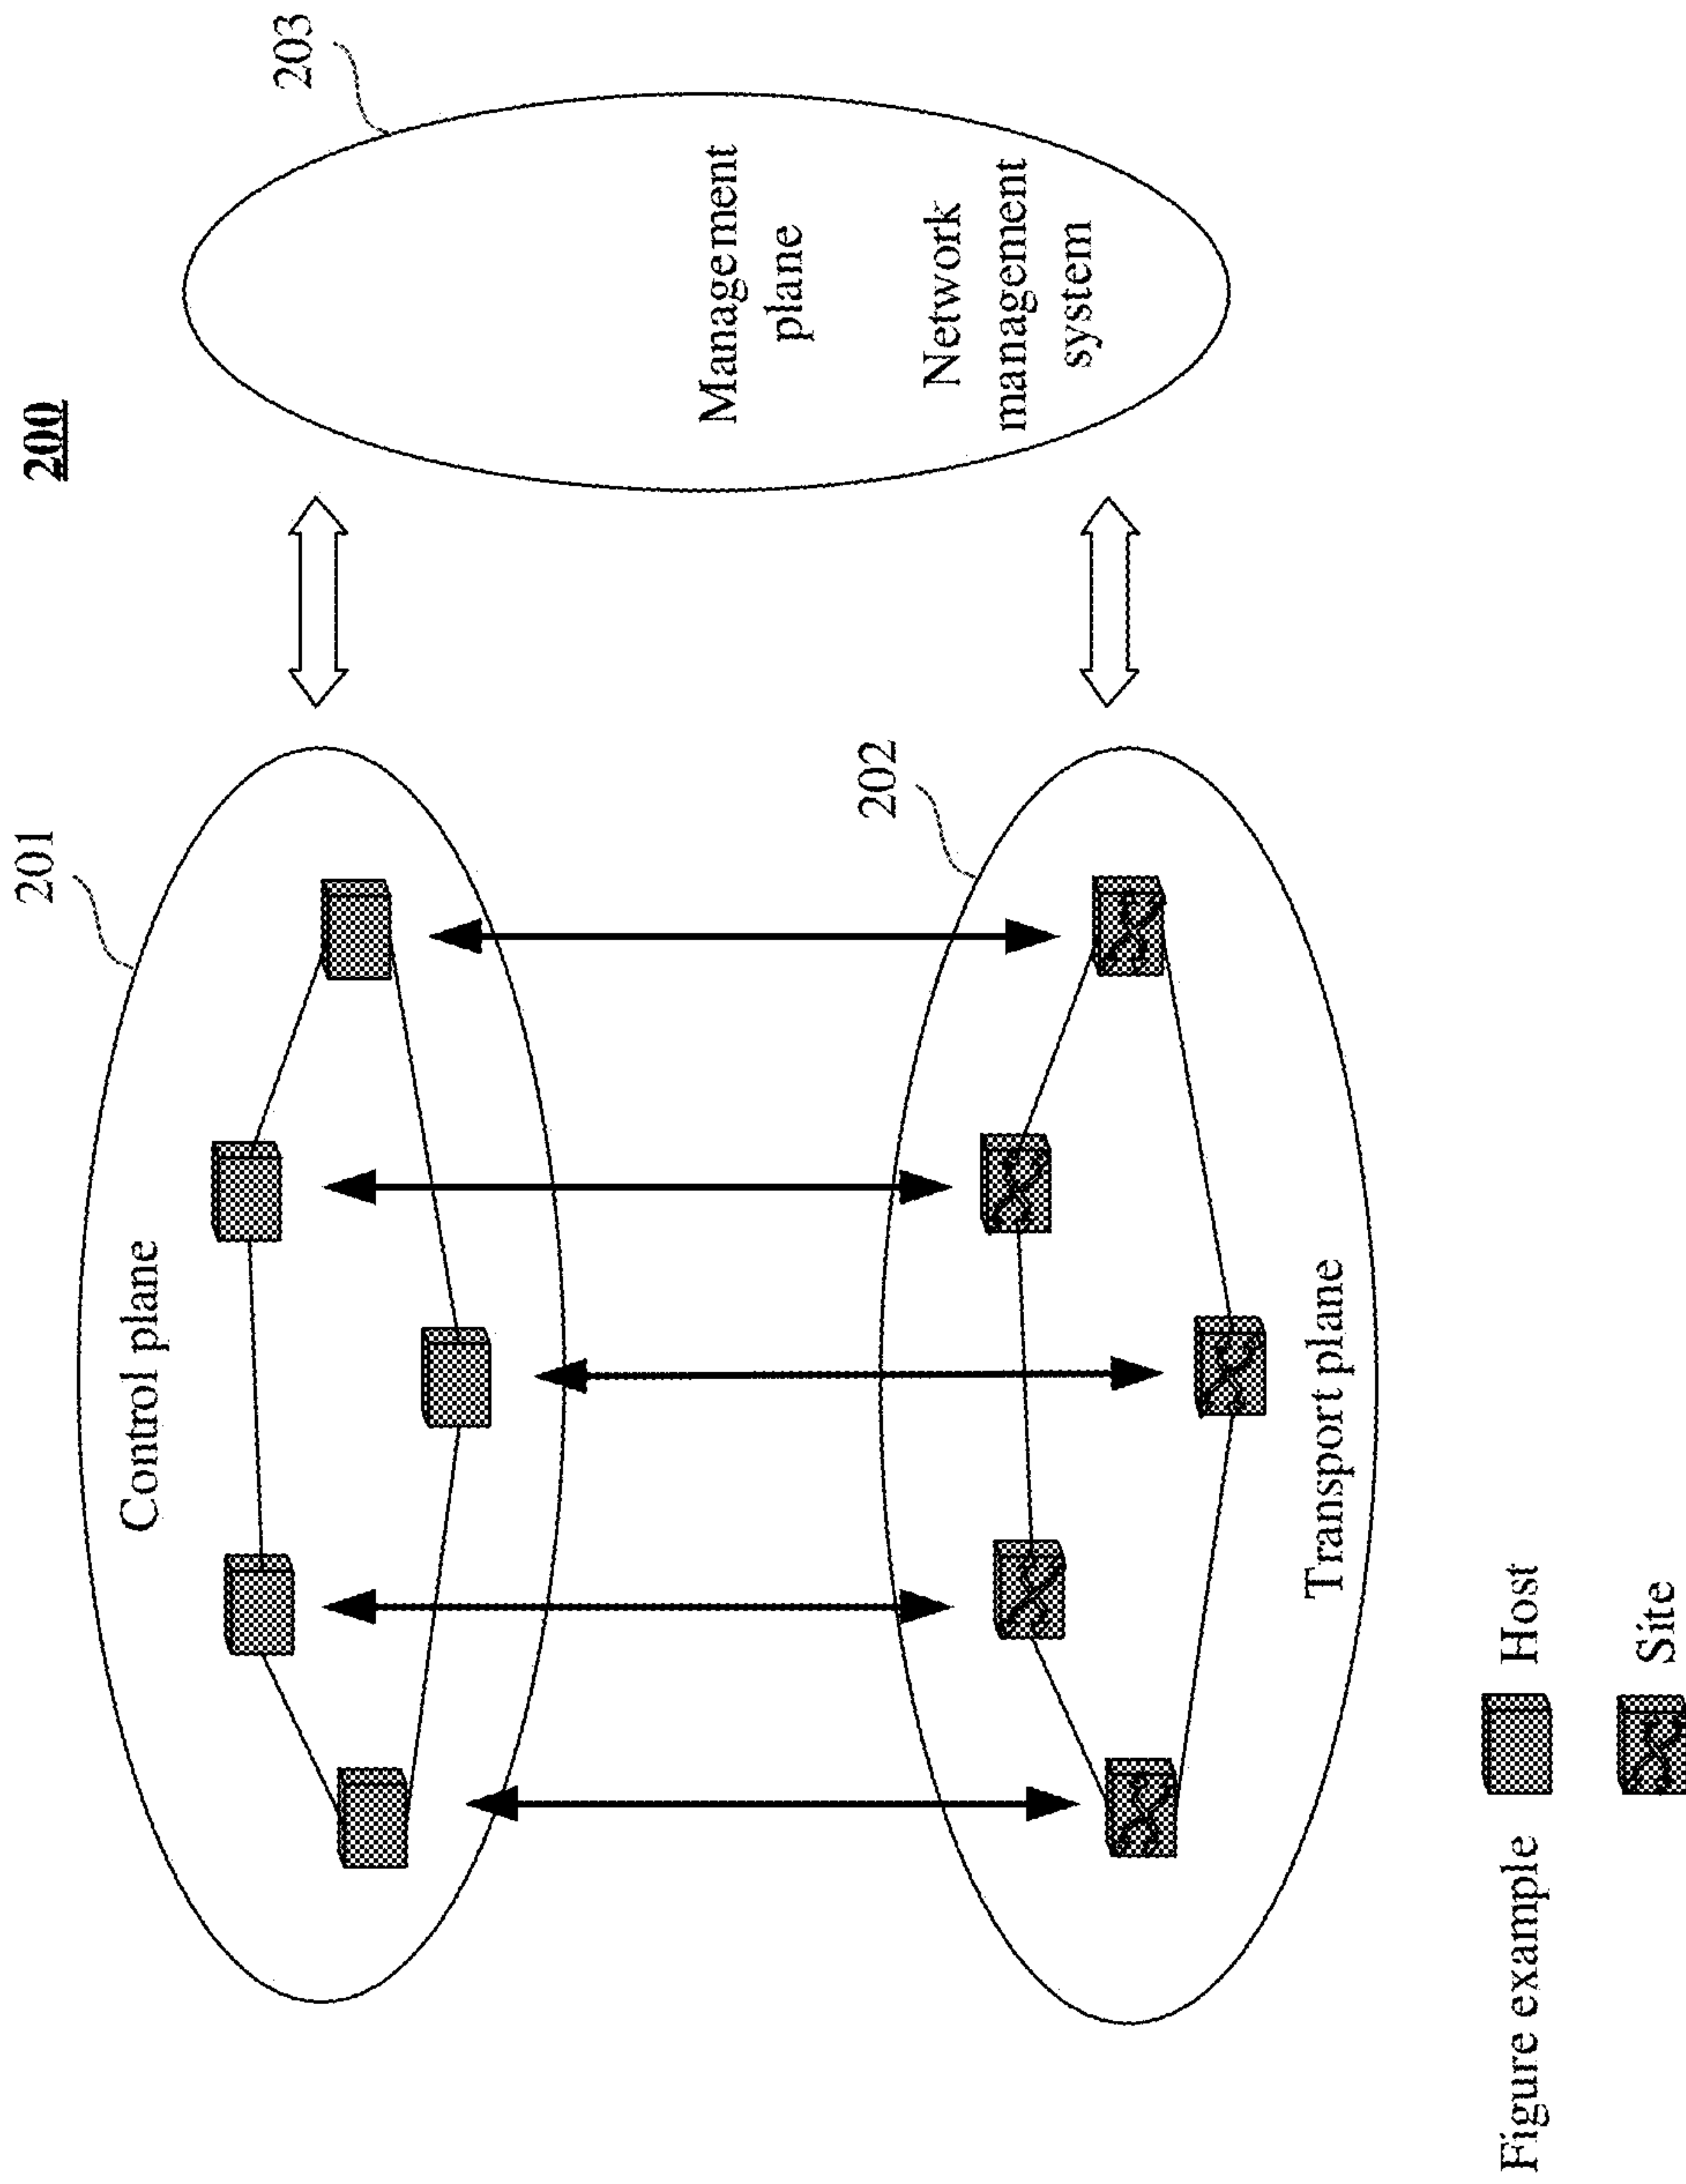 200
201
Control plane
203
Management
plane
Network
management
system
202
Transport plane
Figure example
Host
Site